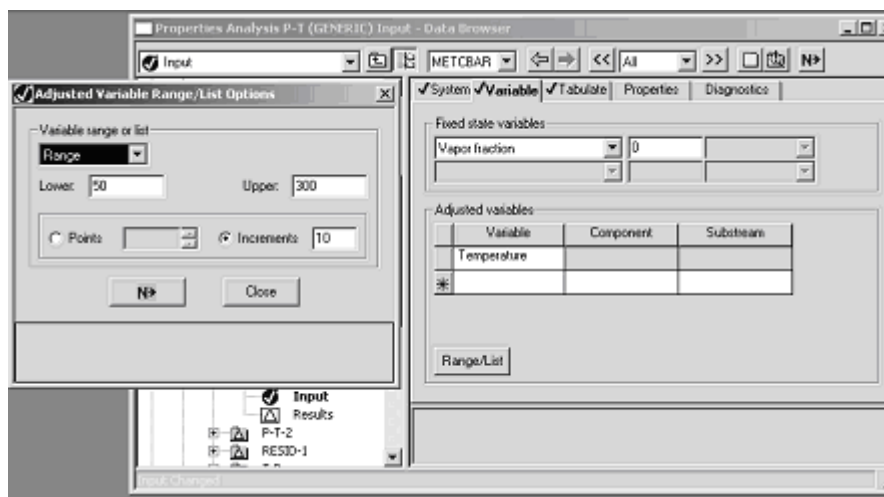 Properties Analysis P-T (GENERIC) Input - Data Browser
Input
METCBAR
<<
All
>>
N>
Adjusted Variable Range/List Options
Variable range or list
Range
Lower: 50
Upper: 300
Points
Increments 10
N>
Close
System
Variable
Tabulate
Properties
Diagnostics
Fixed state variables
Vapor fraction
0
Adjusted variables
Variable Component Substream
Temperature
Range/List
Input
Results
P-T-2
RESID-1
Input Changed